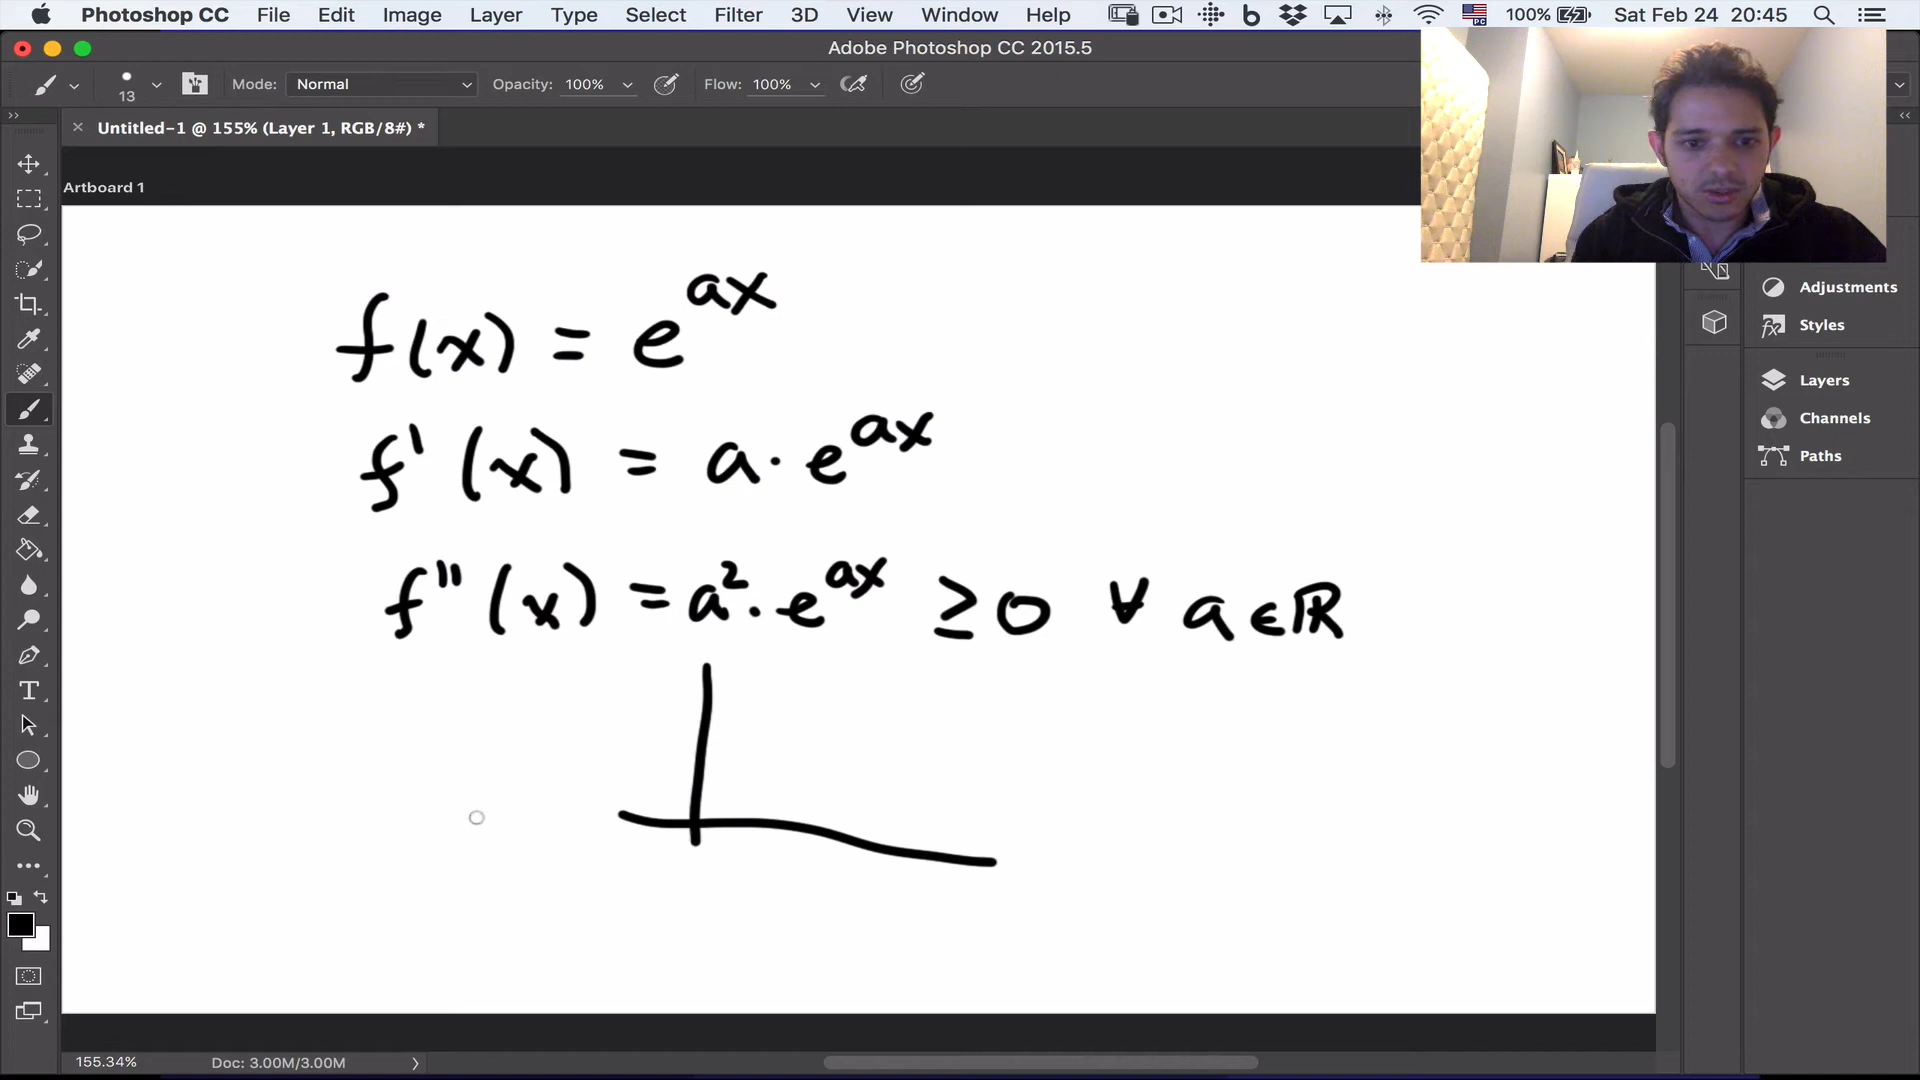 Photoshop CC File Edit Image Layer Type Select Filter 3D View Window Help 100% Sat Feb 24 20:45
Adobe Photoshop CC 2015.5
13 Mode: Normal Opacity: 100% Flow: 100%
Untitled-1 @ 155% (Layer 1, RGB/8#) *
Artboard 1
f(x) = e^{ax}
f'(x) = a · e^{ax}
f''(x) = a² · e^{ax} ≥ 0 ∀ a ∈ ℝ
Adjustments
Styles
Layers
Channels
Paths
155.34% Doc: 3.00M/3.00M